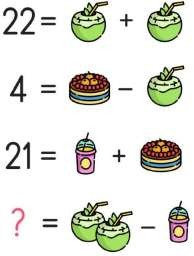 22 = +
4 = -
21 = +
? = -